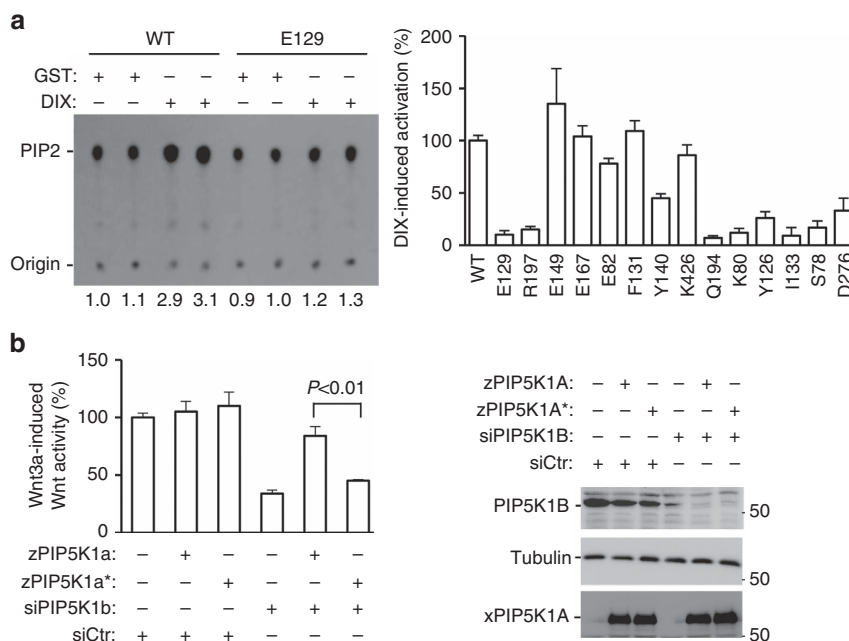 a
WT E129
GST: + + – – + + – –
DIX: – – + + – – + +
PIP2
Origin
1.0 1.1 2.9 3.1 0.9 1.0 1.2 1.3
DIX-induced activation (%)
200
150
100
50
0
WT E129 R197 E149 E167 E82 F131 Y140 K426 Q194 K80 Y126 I133 S78 D276
b
Wnt3a-induced
Wnt activity (%)
150
100
50
0
P<0.01
zPIP5K1a: – + – – + –
zPIP5K1a*: – – + – – +
siPIP5K1b: – – – + + +
siCtr: + + + – – –
zPIP5K1A: – + – – + –
zPIP5K1A*: – – + – – +
siPIP5K1B: – – – + + +
siCtr: + + + – – –
PIP5K1B
50
Tubulin
50
xPIP5K1A
50